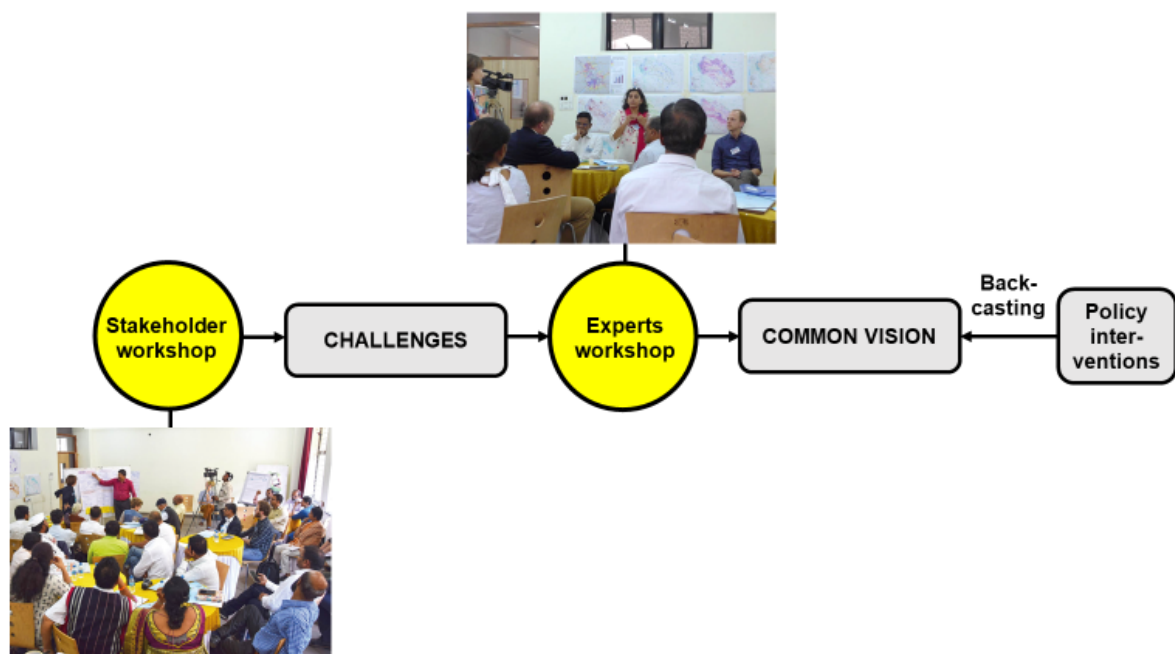 Stakeholder
workshop
CHALLENGES
Experts
workshop
COMMON VISION
Back-
casting
Policy
inter-
ventions